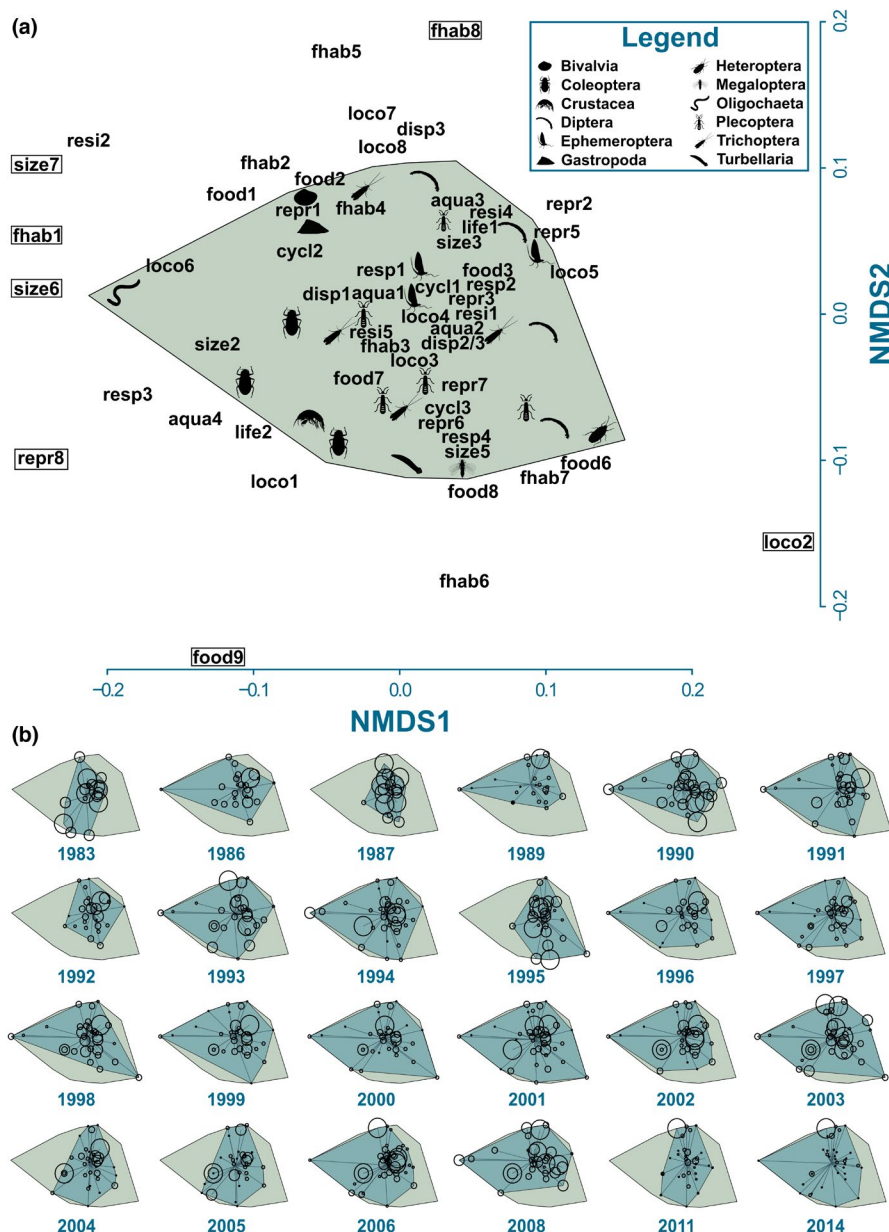 (a)
fhab8
fhab5
0.2
Legend
Bivalvia
Heteroptera
Coleoptera
Megaloptera
Crustacea
Oligochaeta
Diptera
Plecoptera
Ephemeroptera
Trichoptera
Gastropoda
Turbellaria
loco7
disp3
resi2
loco8
size7
fhab2
food2
0.1
food1
repr1
fhab4
aqua3
resi4
repr2
life1
repr5
fhab1
cycl2
size3
loco6
resp1
food3
loco5
size6
disp1
aqua1
cycl1
resp2
repr3
0.0
NMDS2
loco4
resi1
resi5
aqua2
size2
fhab3
disp2/3
loco3
food7
repr7
resp3
cycl3
aqua4
repr6
life2
resp4
repr8
size5
food6
-0.1
loco1
food8
fhab7
loco2
fhab6
-0.2
food9
−0.2 −0.1 0.0 0.1 0.2
NMDS1
(b)
1983 1986 1987 1989 1990 1991
1992 1993 1994 1995 1996 1997
1998 1999 2000 2001 2002 2003
2004 2005 2006 2008 2011 2014